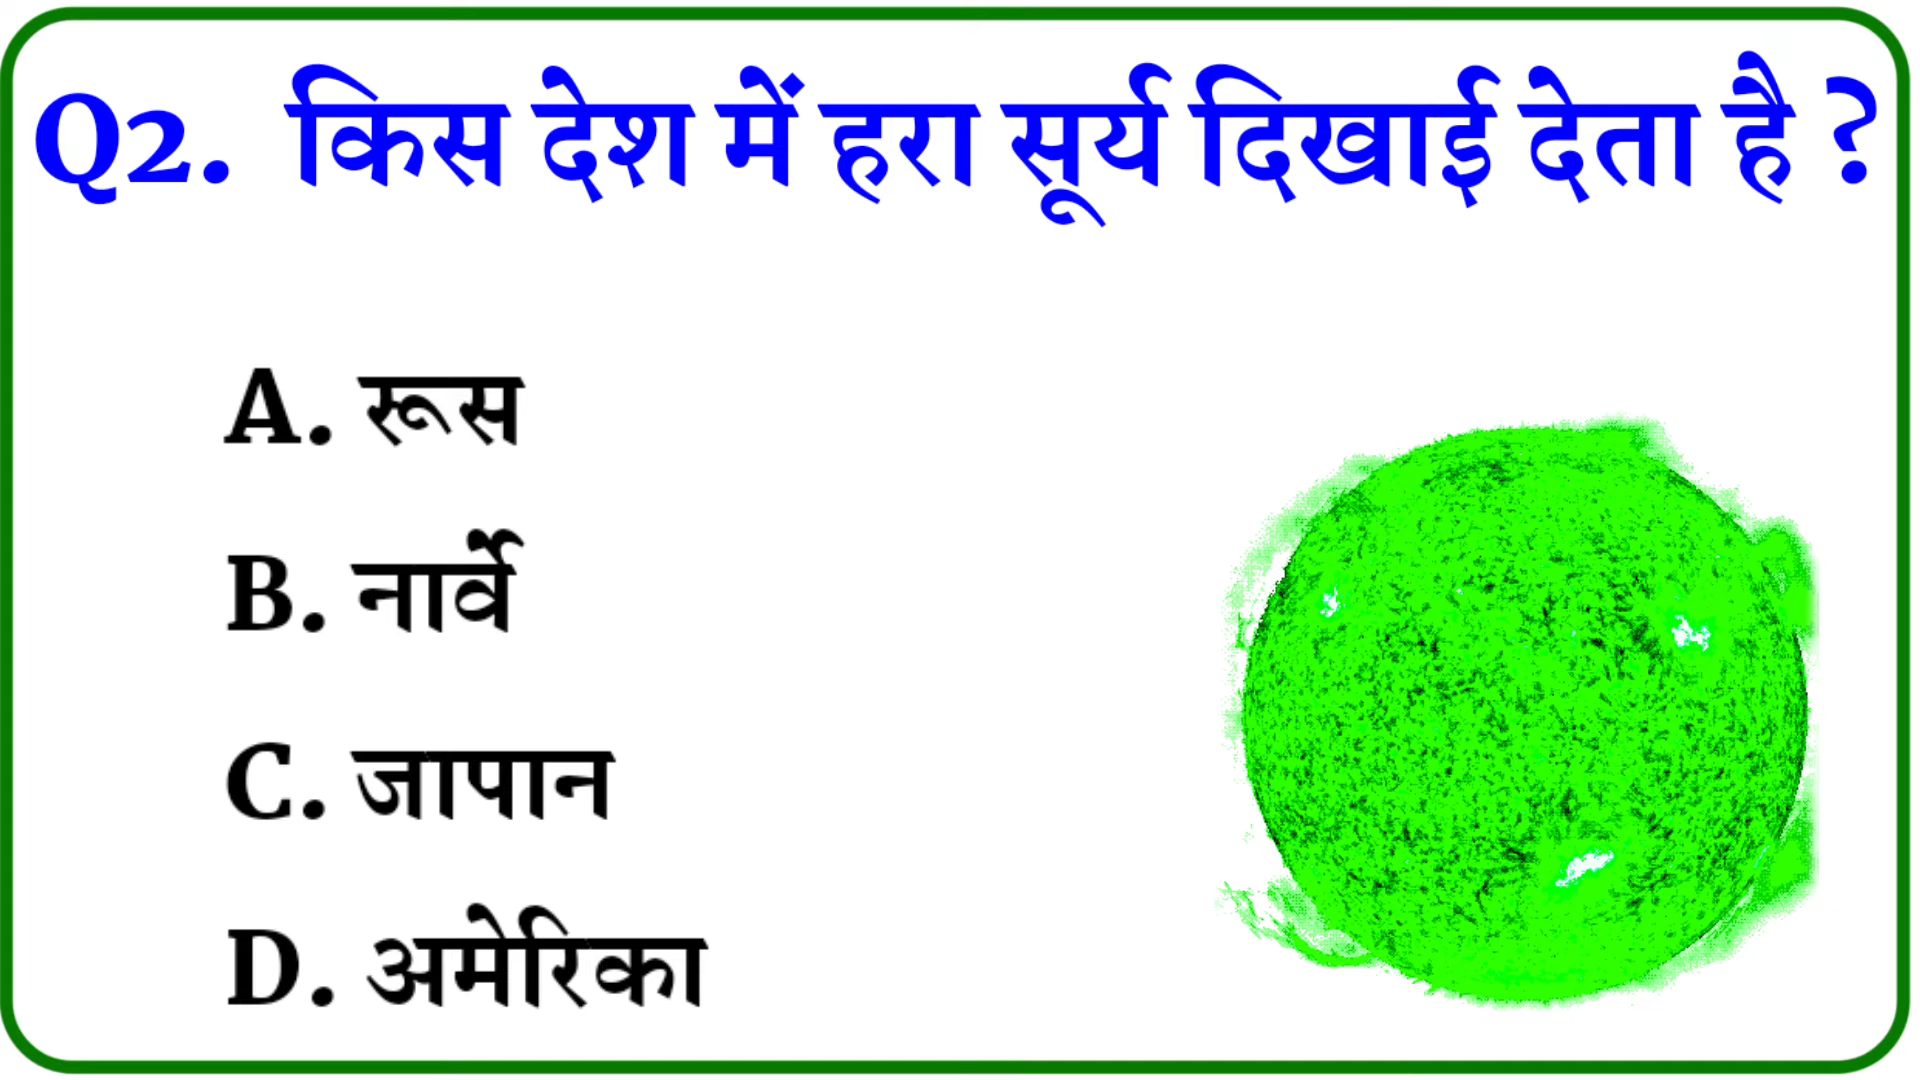 Q2. किस देश में हरा सूर्य दिखाई देता है ?
A. रूस
B. नार्वे
C. जापान
D. अमेरिका